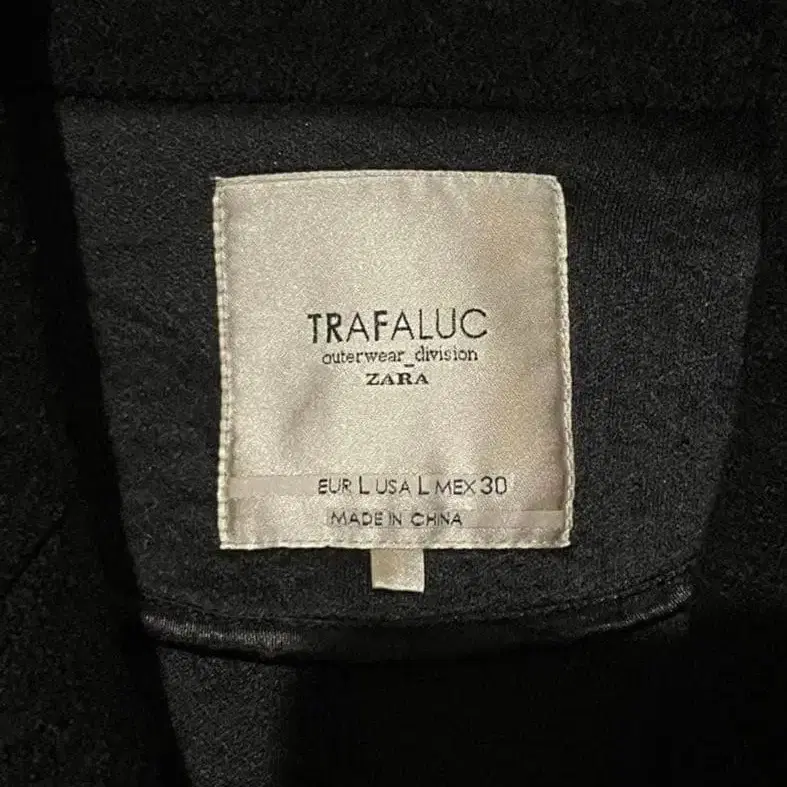 TRAFALUC
outerwear_division
ZARA
EUR L USA L MEX 30
MADE IN CHINA